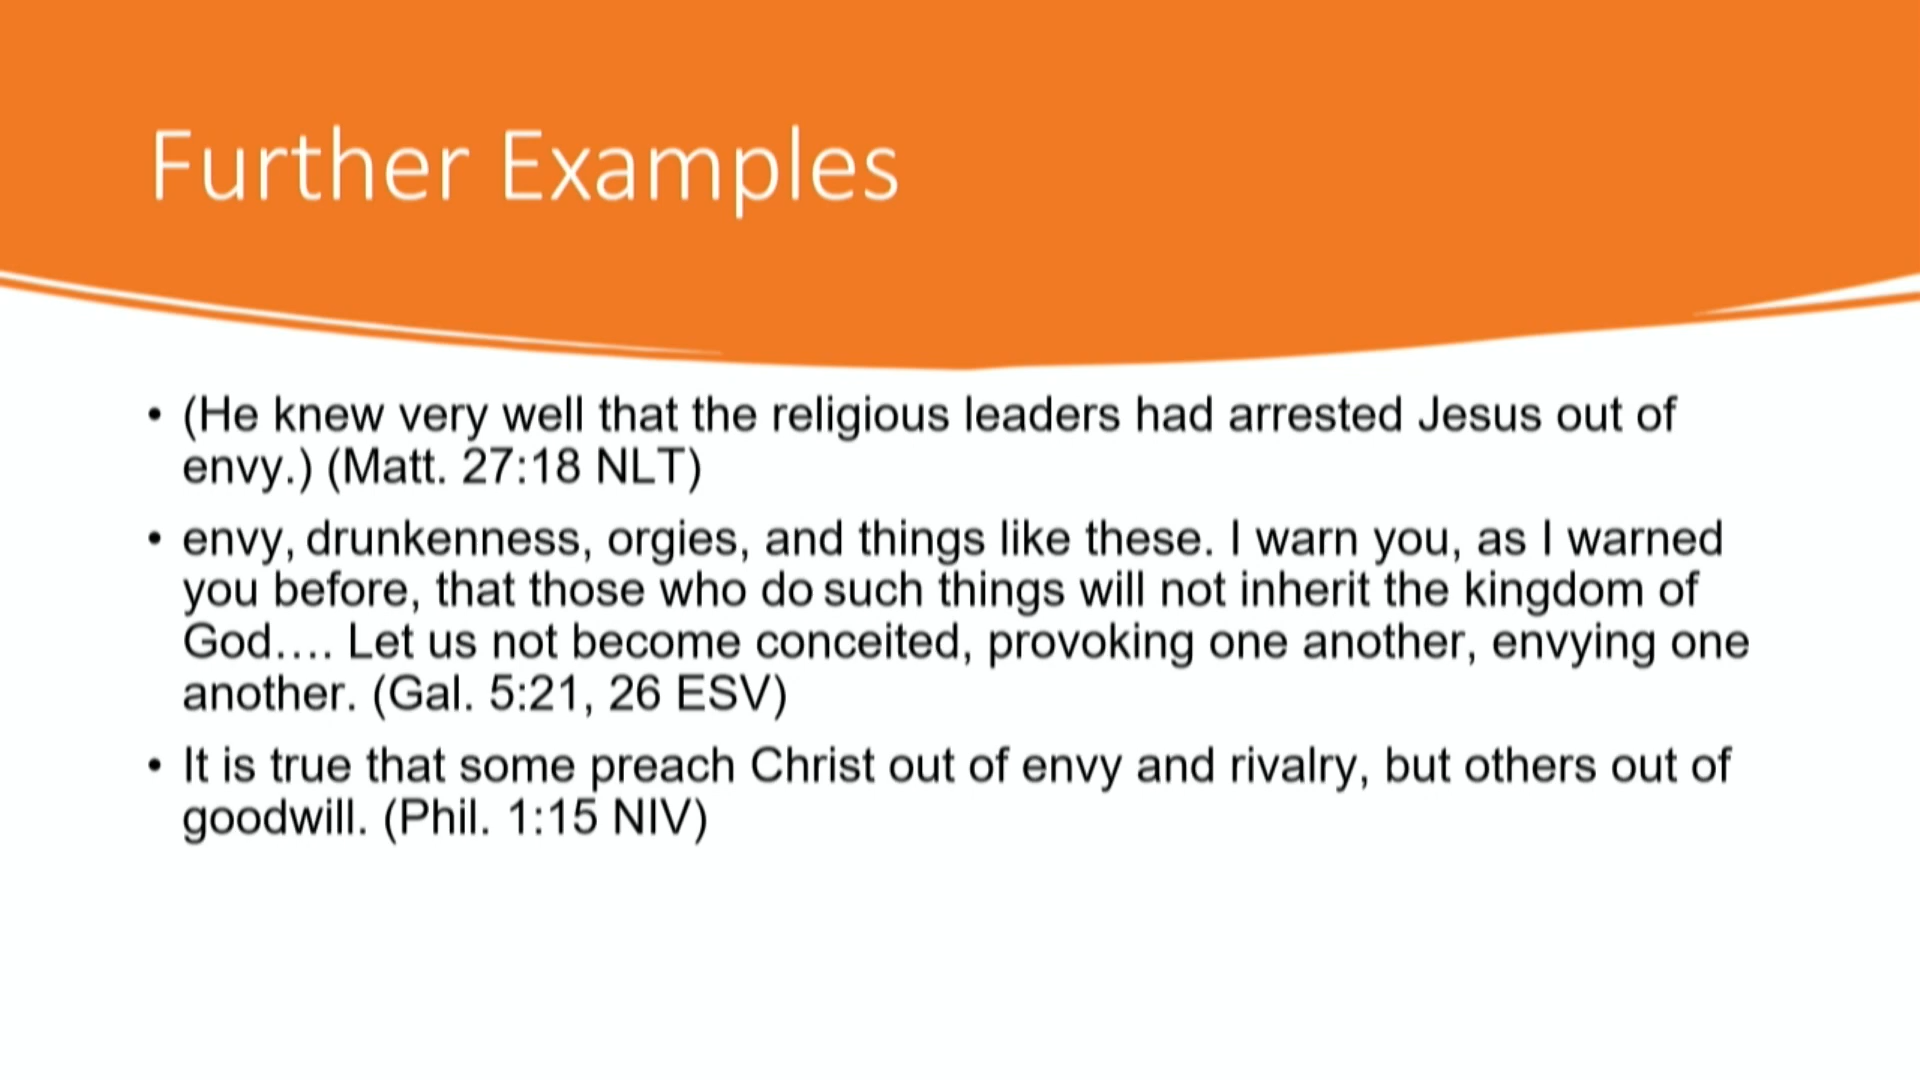 Further Examples
• (He knew very well that the religious leaders had arrested Jesus out of
envy.) (Matt. 27:18 NLT)
• envy, drunkenness, orgies, and things like these. I warn you, as I warned
you before, that those who do such things will not inherit the kingdom of
God…. Let us not become conceited, provoking one another, envying one
another. (Gal. 5:21, 26 ESV)
• It is true that some preach Christ out of envy and rivalry, but others out of
goodwill. (Phil. 1:15 NIV)